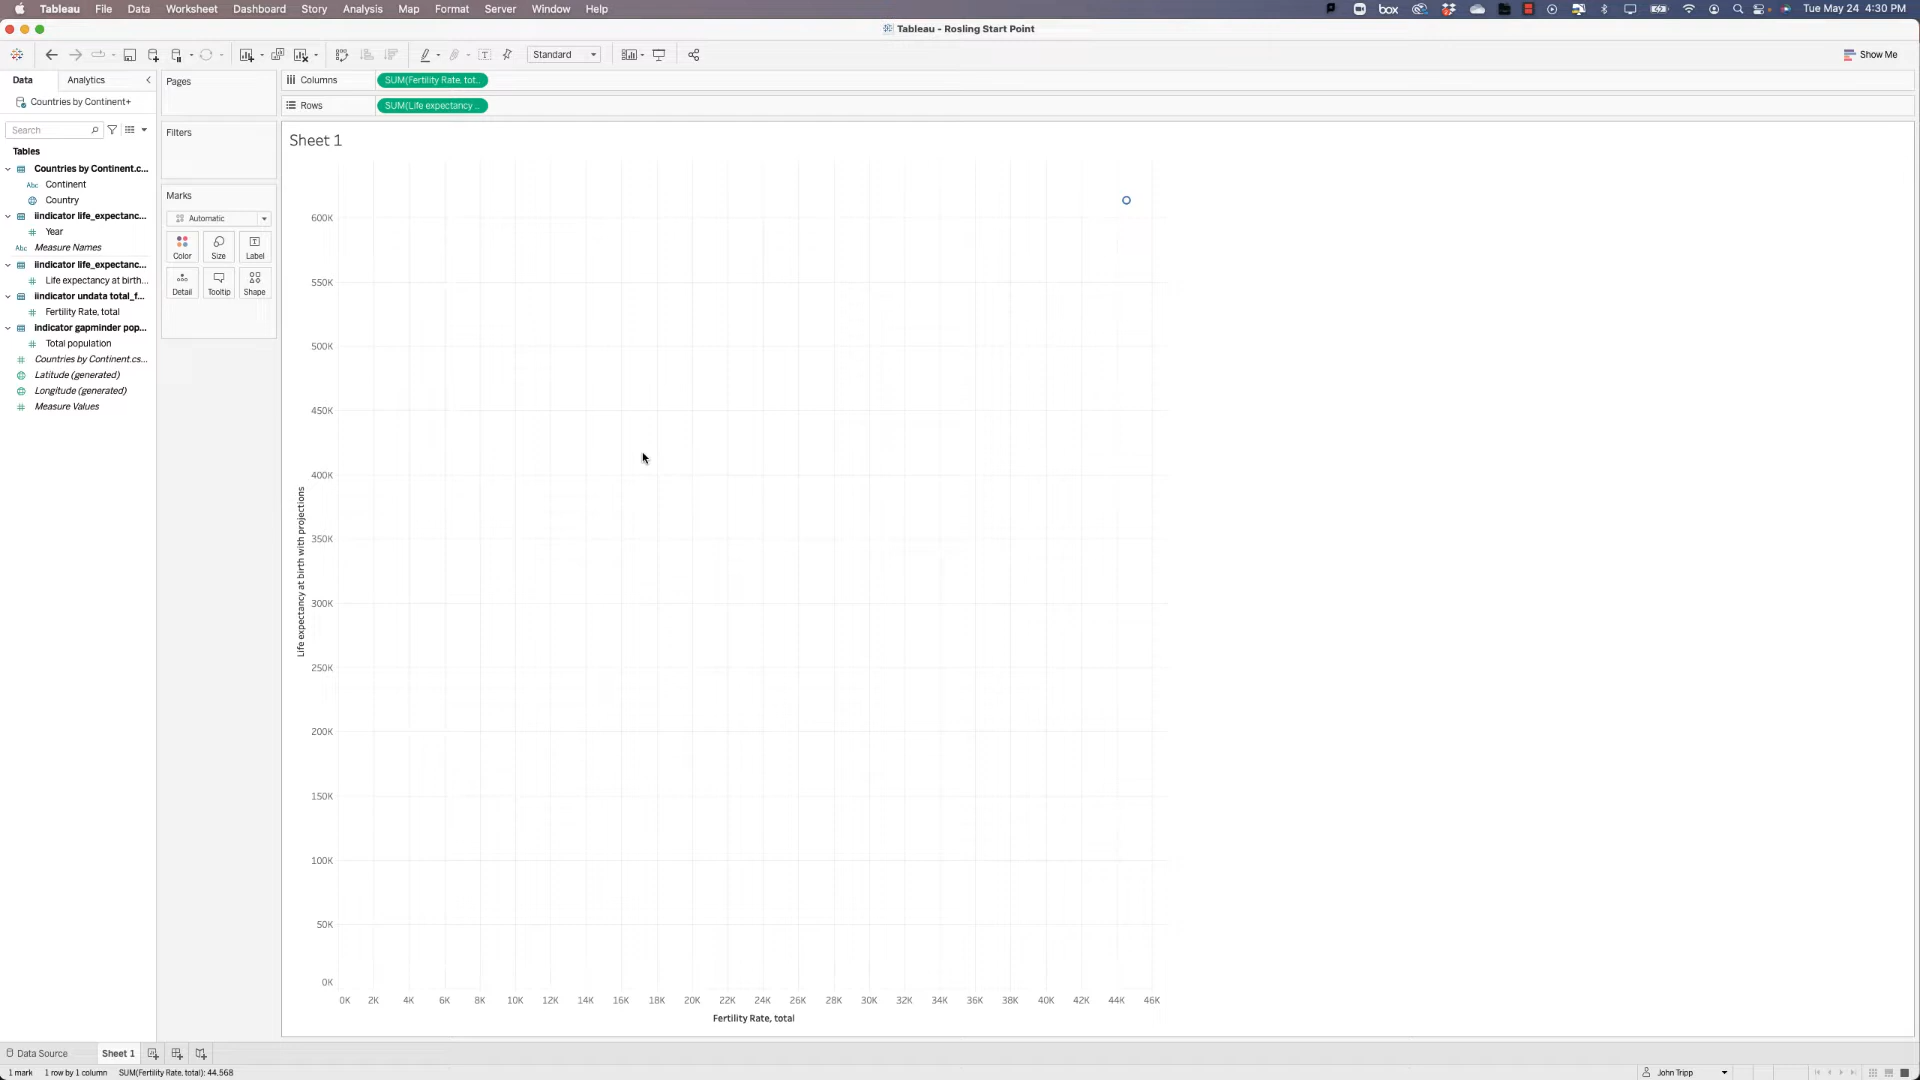 Tableau File Edit Data Worksheet Dashboard Story Analysis Map Format Server Window Help box Tue May 24 4:30 PM
Tableau - Rosling Start Point
Standard Show Me
Data Analytics Pages Columns SUM(Fertility Rate, tot..
Countries by Continent+ Rows SUM(Life expectancy ..
Search Filters Sheet 1
Tables
Countries by Continent.c...
Continent
Country
iindicator life_expectanc...
Year
Measure Names
iindicator life_expectanc...
Life expectancy at birth...
iindicator undata total_f...
Fertility Rate, total
indicator gapminder pop...
Total population
Countries by Continent.cs...
Latitude (generated)
Longitude (generated)
Measure Values
Marks
Automatic
Color Size Label
Detail Tooltip Shape
600K
550K
500K
450K
400K
350K
300K
250K
200K
150K
100K
50K
0K
Life expectancy at birth with projections
0K 2K 4K 6K 8K 10K 12K 14K 16K 18K 20K 22K 24K 26K 28K 30K 32K 34K 36K 38K 40K 42K 44K 46K
Fertility Rate, total
Data Source Sheet 1
1 mark 1 row by 1 column SUM(Fertility Rate, total): 44,568 John Tripp